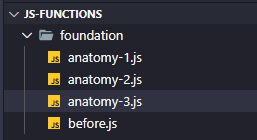 JS-FUNCTIONS
foundation
JS anatomy-1.js
JS anatomy-2.js
JS anatomy-3.js
JS before.js